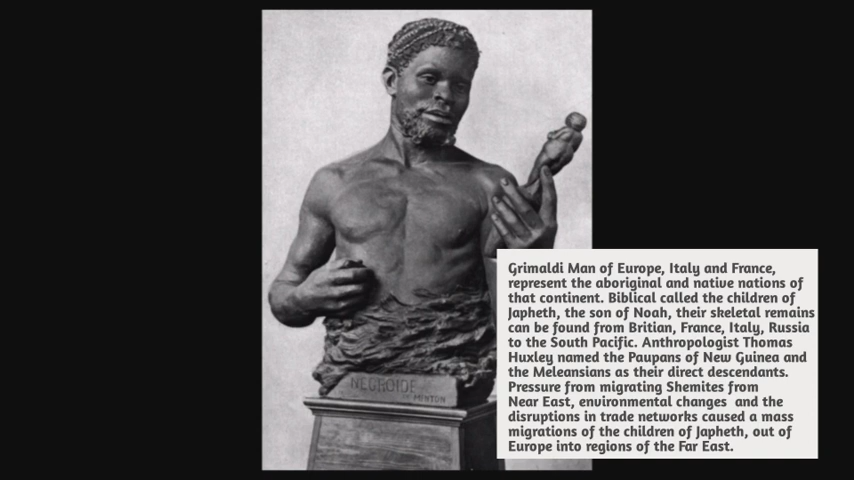 NEGROIDE
MENTON
Grimaldi Man of Europe, Italy and France,
represent the aboriginal and native nations of
that continent. Biblical called the children of
Japheth, the son of Noah, their skeletal remains
can be found from Britian, France, Italy, Russia
to the South Pacific. Anthropologist Thomas
Huxley named the Paupans of New Guinea and
the Meleansians as their direct descendants.
Pressure from migrating Shemites from
Near East, environmental changes and the
disruptions in trade networks caused a mass
migrations of the children of Japheth, out of
Europe into regions of the Far East.